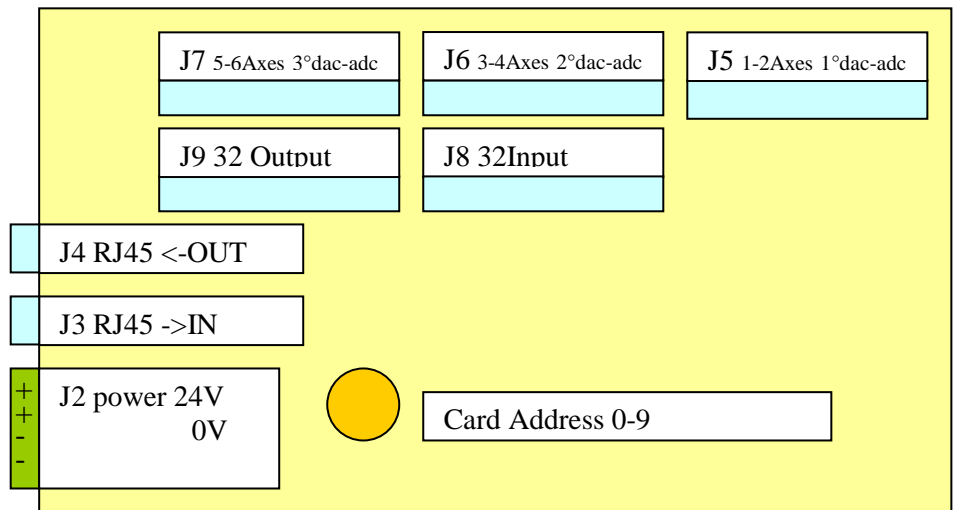 J7 5-6Axes 3°dac-adc
J6 3-4Axes 2°dac-adc
J5 1-2Axes 1°dac-adc
J9 32 Output
J8 32Input
J4 RJ45 <-OUT
J3 RJ45 ->IN
+
+
-
-
J2 power 24V
0V
Card Address 0-9